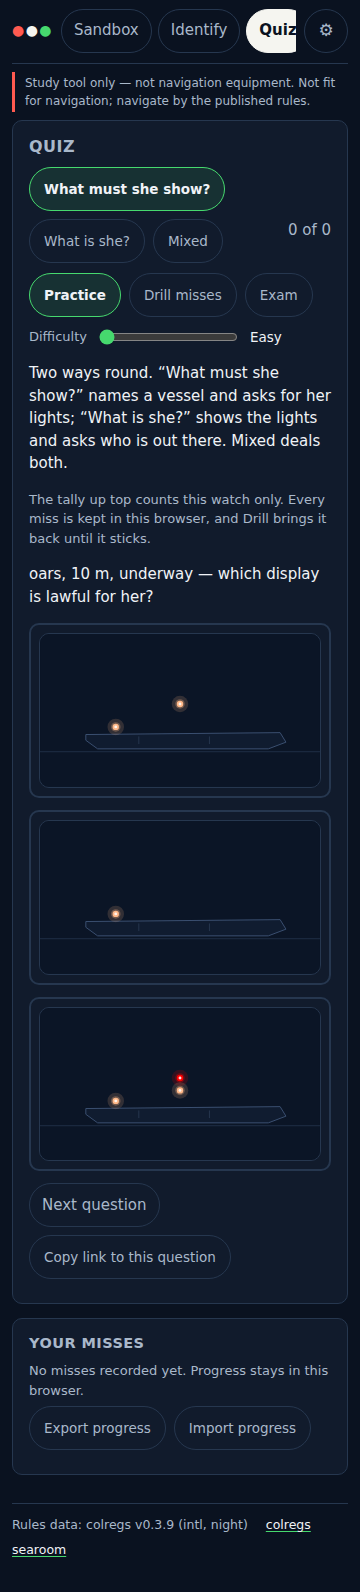 Sandbox
Identify
Quiz
⚙
Study tool only — not navigation equipment. Not fit
for navigation; navigate by the published rules.
QUIZ
What must she show?
What is she?
Mixed
0 of 0
Practice
Drill misses
Exam
Difficulty
Easy
Two ways round. “What must she
show?” names a vessel and asks for her
lights; “What is she?” shows the lights
and asks who is out there. Mixed deals
both.
The tally up top counts this watch only. Every
miss is kept in this browser, and Drill brings it
back until it sticks.
oars, 10 m, underway — which display
is lawful for her?
Next question
Copy link to this question
YOUR MISSES
No misses recorded yet. Progress stays in this
browser.
Export progress
Import progress
Rules data: colregs v0.3.9 (intl, night)
colregs
searoom